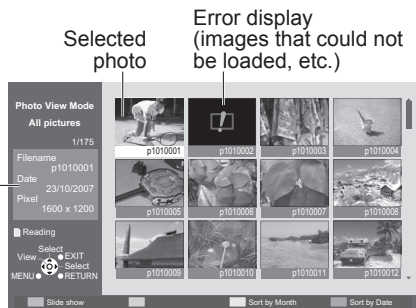 Selected
photo
Error display
(images that could not
be loaded, etc.)
Photo View Mode
All pictures
1/175
Filename
p1010001
Date
23/10/2007
Pixel
1600 x 1200
Reading
Select
View
EXIT
Select
MENU
RETURN
p1010001 p1010002 p1010003 p1010004
p1010005 p1010006 p1010007 p1010008
p1010009 p1010010 p1010011 p1010012
Slide show Sort by Month Sort by Date